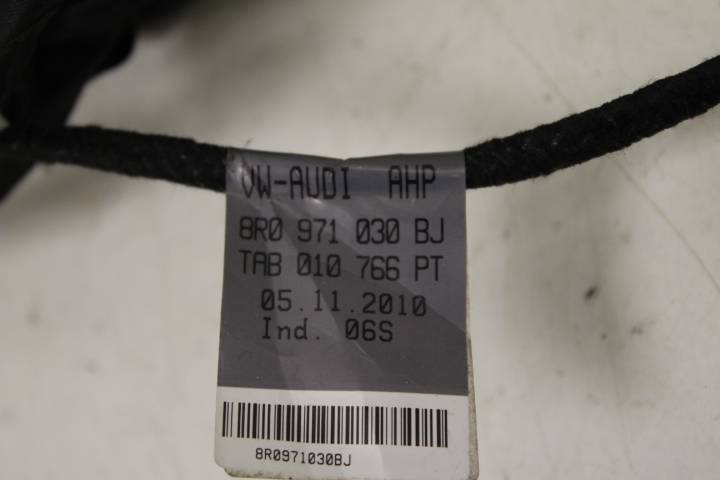 VW-AUDI AHP
8R0 971 030 BJ
TAB 010 766 PT
05.11.2010
Ind. 06S
8R0971030BJ